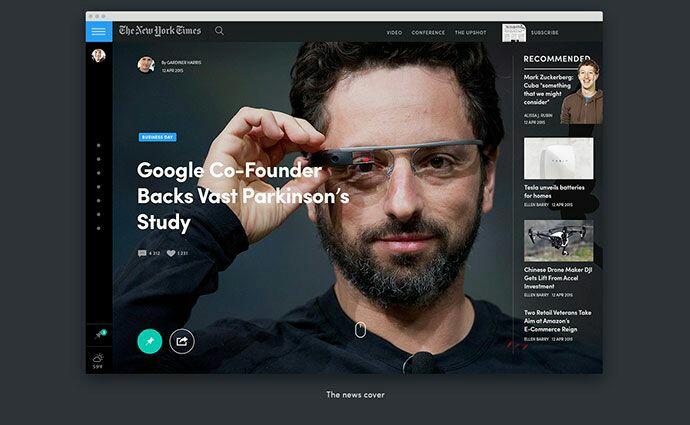 The New York Times
VIDEO
CONFERENCE
THE UPSHOT
SUBSCRIBE
By GARDINER HARRIS
12 APR 2015
BUSINESS DAY
Google Co-Founder
Backs Vast Parkinson's
Study
4 312
1 231
3
59°F
RECOMMENDED
Mark Zuckerberg:
Cuba "something
that we might
consider"
ALISSA J. RUBIN
12 APR 2015
Tesla unveils batteries
for homes
ELLEN BARRY 12 APR 2015
Chinese Drone Maker DJI
Gets Lift From Accel
Investment
ELLEN BARRY 12 APR 2015
Two Retail Veterans Take
Aim at Amazon's
E-Commerce Reign
ELLEN BARRY 12 APR 2015
The news cover